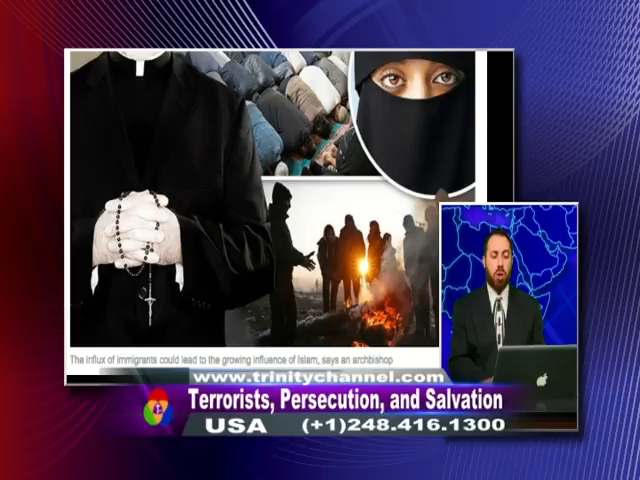 The influx of immigrants could lead to the growing influence of Islam, says an archbishop
www.trinitychannel.com
Terrorists, Persecution, and Salvation
USA (+1)248.416.1300